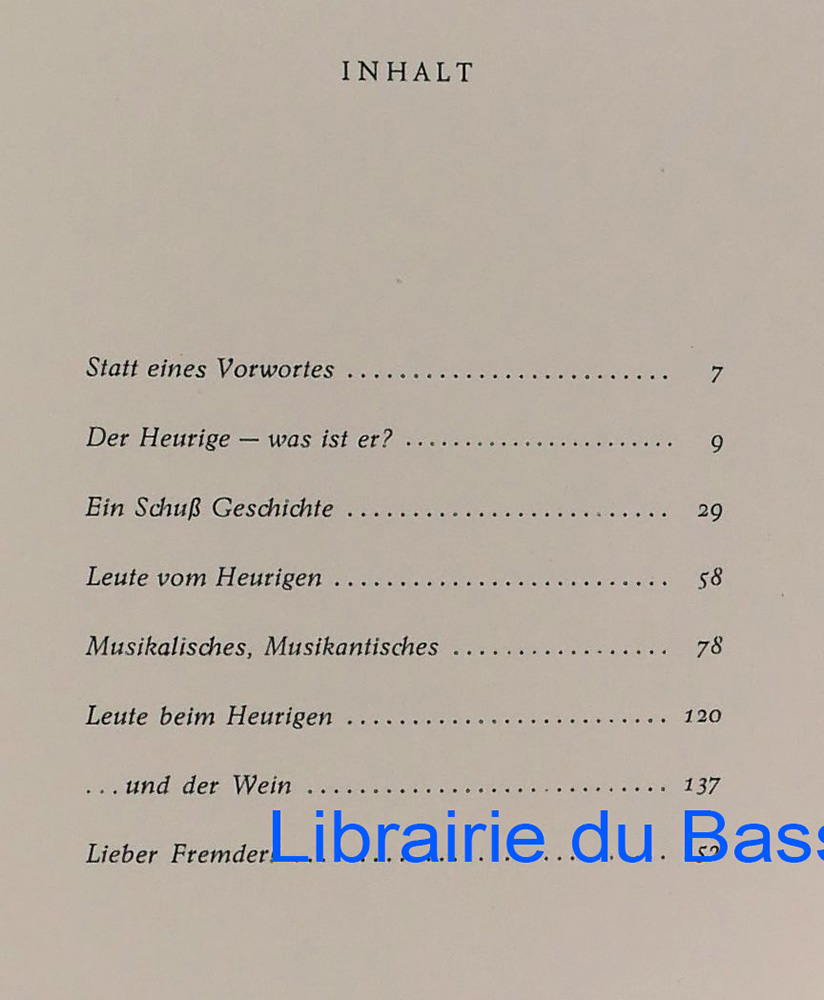 INHALT
Statt eines Vorwortes ......................... 7
Der Heurige — was ist er? ..................... 9
Ein Schuß Geschichte ......................... 29
Leute vom Heurigen .......................... 58
Musikalisches, Musikantisches ................. 78
Leute beim Heurigen ......................... 120
... und der Wein ............................ 137
Lieber Fremder
Librairie du Bass